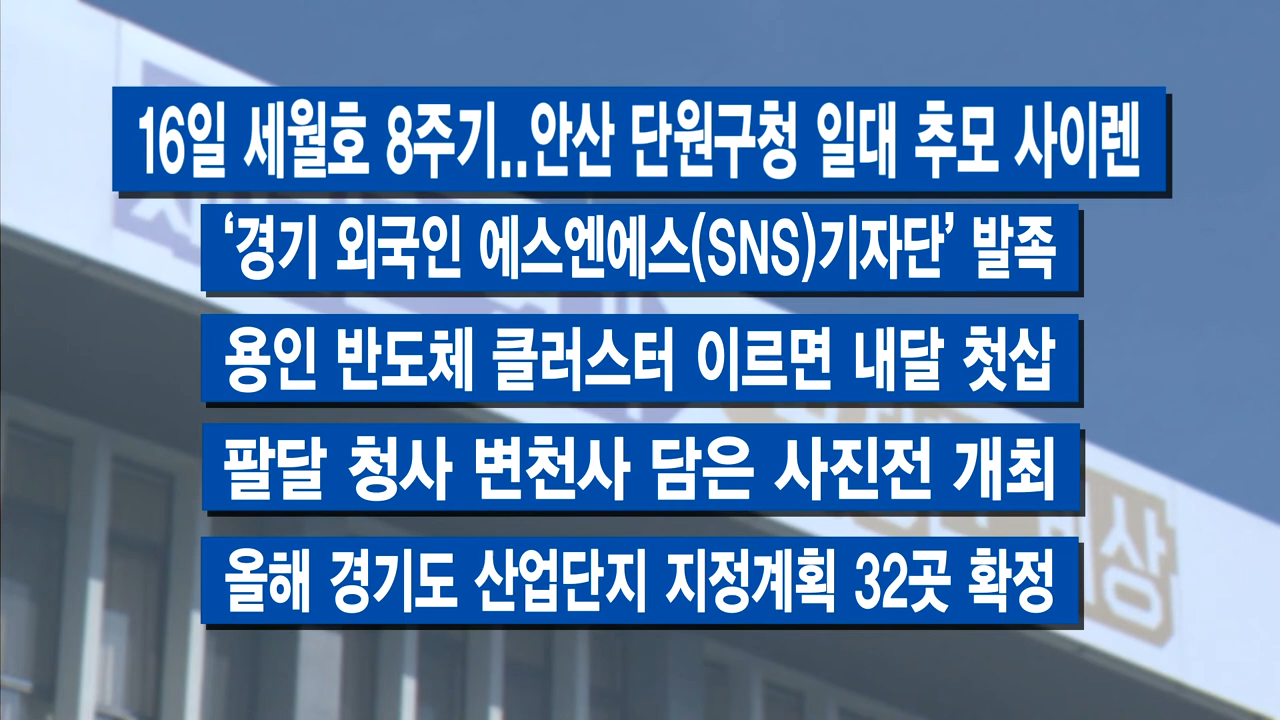 16일 세월호 8주기..안산 단원구청 일대 추모 사이렌
‘경기 외국인 에스엔에스(SNS)기자단’ 발족
용인 반도체 클러스터 이르면 내달 첫삽
팔달 청사 변천사 담은 사진전 개최
올해 경기도 산업단지 지정계획 32곳 확정
상